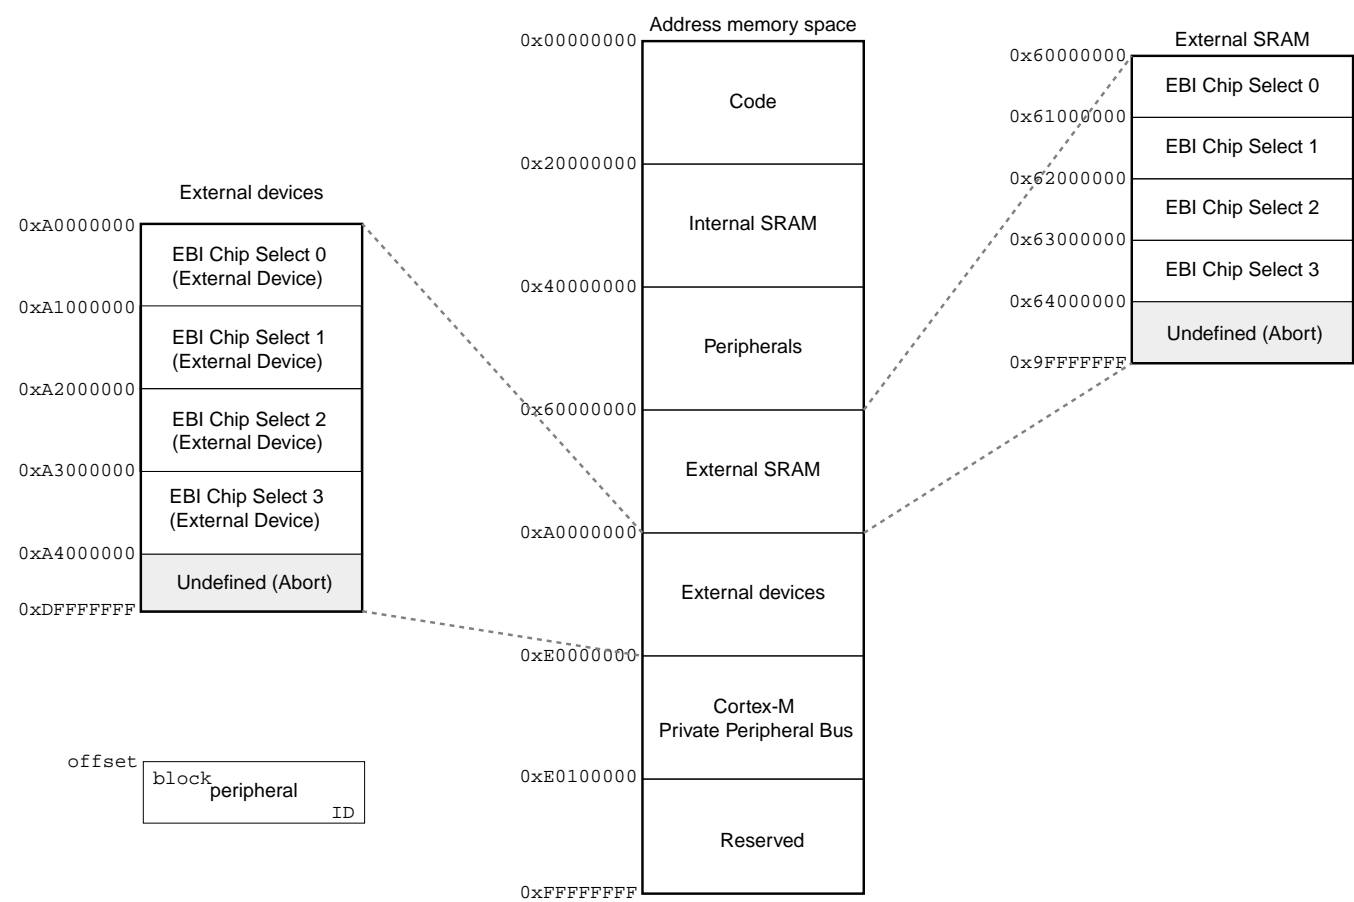 Address memory space
0x00000000
Code
0x20000000
Internal SRAM
0x40000000
Peripherals
0x60000000
External SRAM
0xA0000000
External devices
0xE0000000
Cortex-M
Private Peripheral Bus
0xE0100000
Reserved
0xFFFFFFFF
External SRAM
0x60000000
EBI Chip Select 0
0x61000000
EBI Chip Select 1
0x62000000
EBI Chip Select 2
0x63000000
EBI Chip Select 3
0x64000000
Undefined (Abort)
0x9FFFFFFF
External devices
0xA0000000
EBI Chip Select 0
(External Device)
0xA1000000
EBI Chip Select 1
(External Device)
0xA2000000
EBI Chip Select 2
(External Device)
0xA3000000
EBI Chip Select 3
(External Device)
0xA4000000
Undefined (Abort)
0xDFFFFFFF
offset
block
peripheral
ID